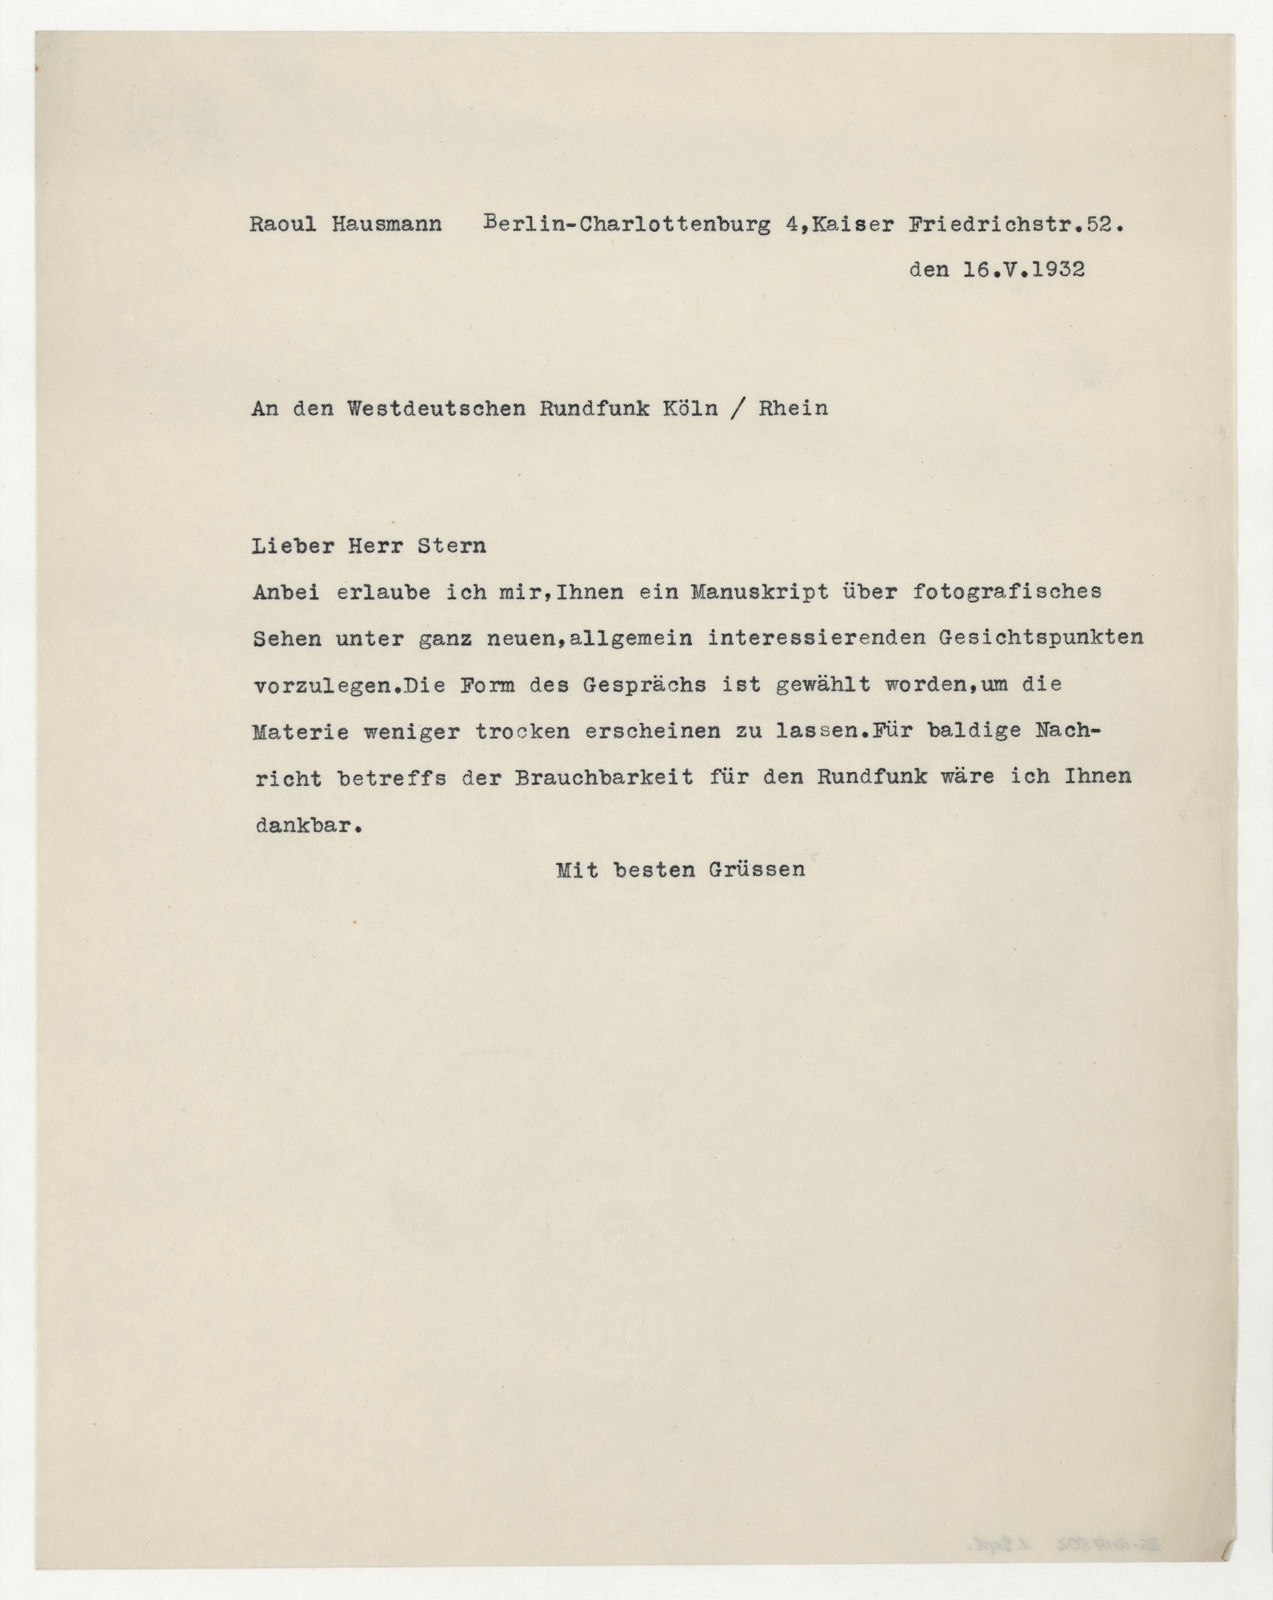 Raoul Hausmann Berlin-Charlottenburg 4,Kaiser Friedrichstr.52.
den 16.V.1932
An den Westdeutschen Rundfunk Köln / Rhein
Lieber Herr Stern
Anbei erlaube ich mir,Ihnen ein Manuskript über fotografisches
Sehen unter ganz neuen,allgemein interessierenden Gesichtspunkten
vorzulegen.Die Form des Gesprächs ist gewählt worden,um die
Materie weniger trocken erscheinen zu lassen.Für baldige Nach-
richt betreffs der Brauchbarkeit für den Rundfunk wäre ich Ihnen
dankbar.
Mit besten Grüssen